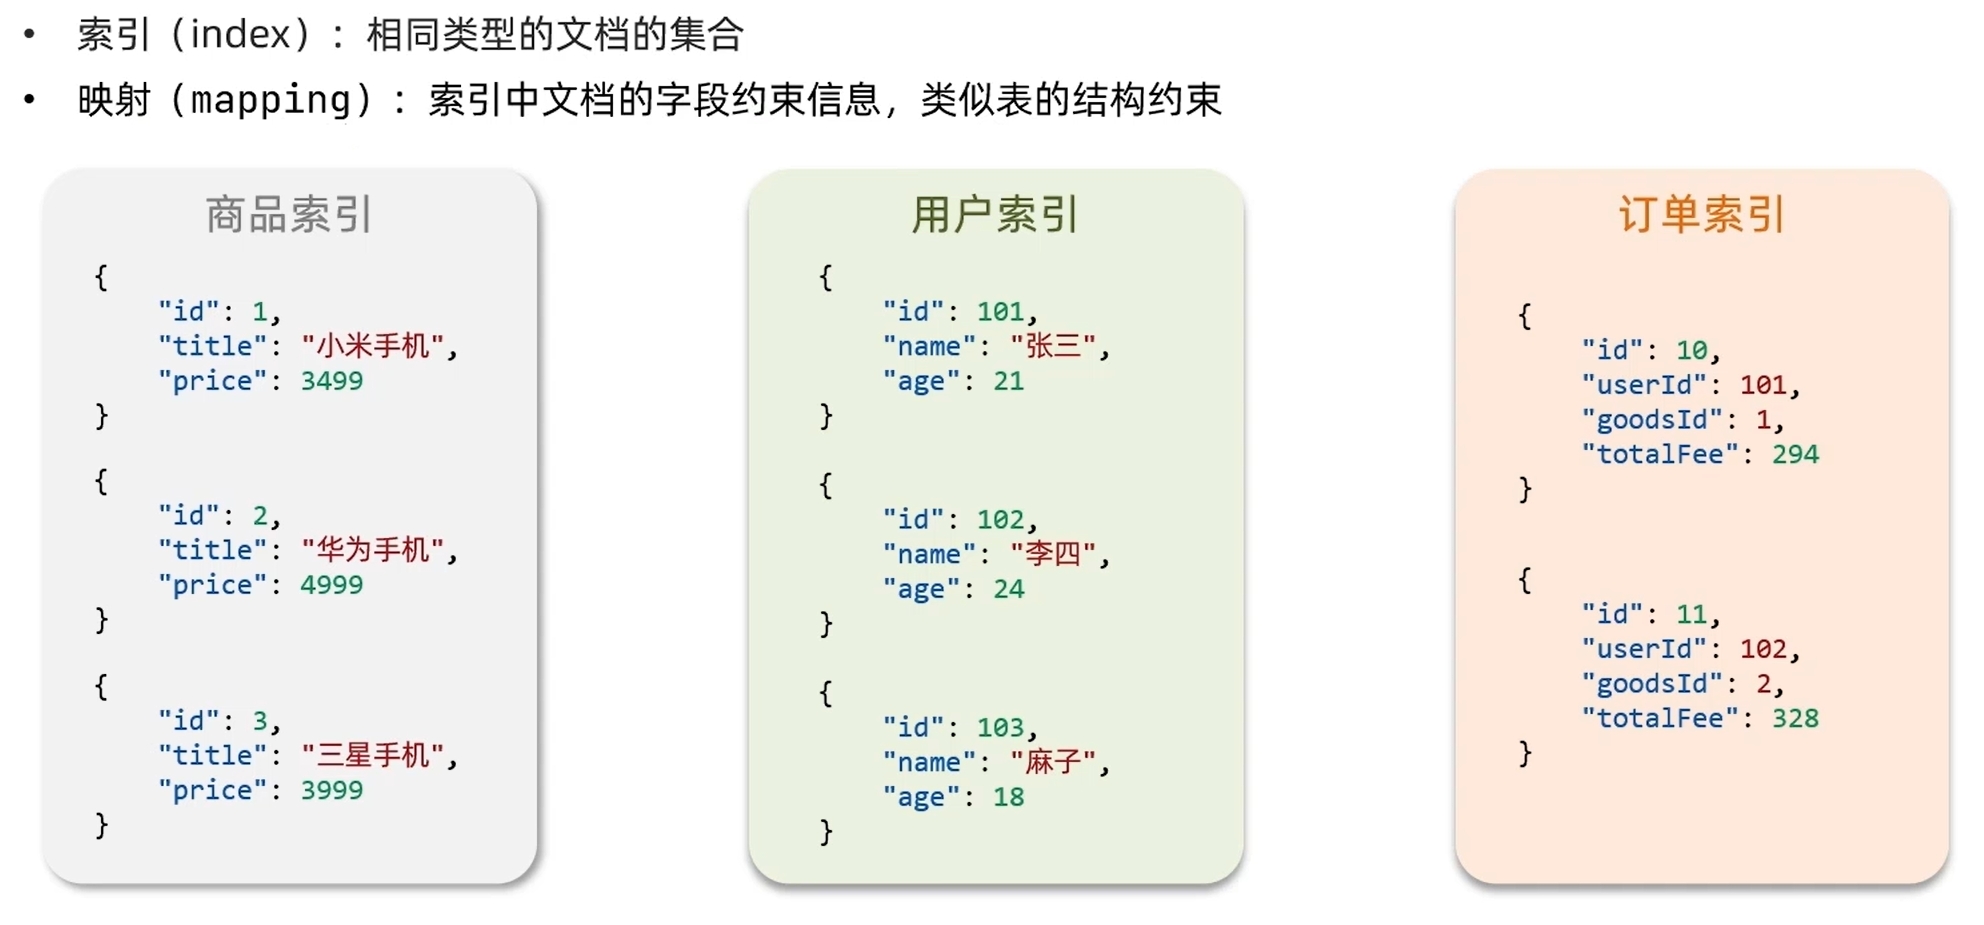 • 索引（index）：相同类型的文档的集合
• 映射（mapping）：索引中文档的字段约束信息，类似表的结构约束
商品索引
{
"id": 1,
"title": "小米手机",
"price": 3499
}
{
"id": 2,
"title": "华为手机",
"price": 4999
}
{
"id": 3,
"title": "三星手机",
"price": 3999
}
用户索引
{
"id": 101,
"name": "张三",
"age": 21
}
{
"id": 102,
"name": "李四",
"age": 24
}
{
"id": 103,
"name": "麻子",
"age": 18
}
订单索引
{
"id": 10,
"userId": 101,
"goodsId": 1,
"totalFee": 294
}
{
"id": 11,
"userId": 102,
"goodsId": 2,
"totalFee": 328
}